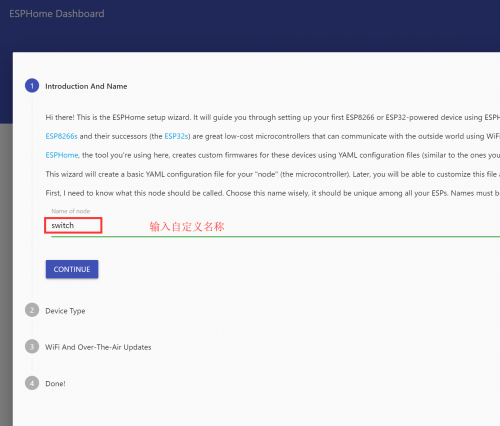 ESPHome Dashboard
1 Introduction And Name
Hi there! This is the ESPHome setup wizard. It will guide you through setting up your first ESP8266 or ESP32-powered device using ESPH
ESP8266s and their successors (the ESP32s) are great low-cost microcontrollers that can communicate with the outside world using WiFi
ESPHome, the tool you're using here, creates custom firmwares for these devices using YAML configuration files (similar to the ones you
This wizard will create a basic YAML configuration file for your "node" (the microcontroller). Later, you will be able to customize this file a
First, I need to know what this node should be called. Choose this name wisely, it should be unique among all your ESPs. Names must b
Name of node
switch 输入自定义名称
CONTINUE
2 Device Type
3 WiFi And Over-The-Air Updates
4 Done!